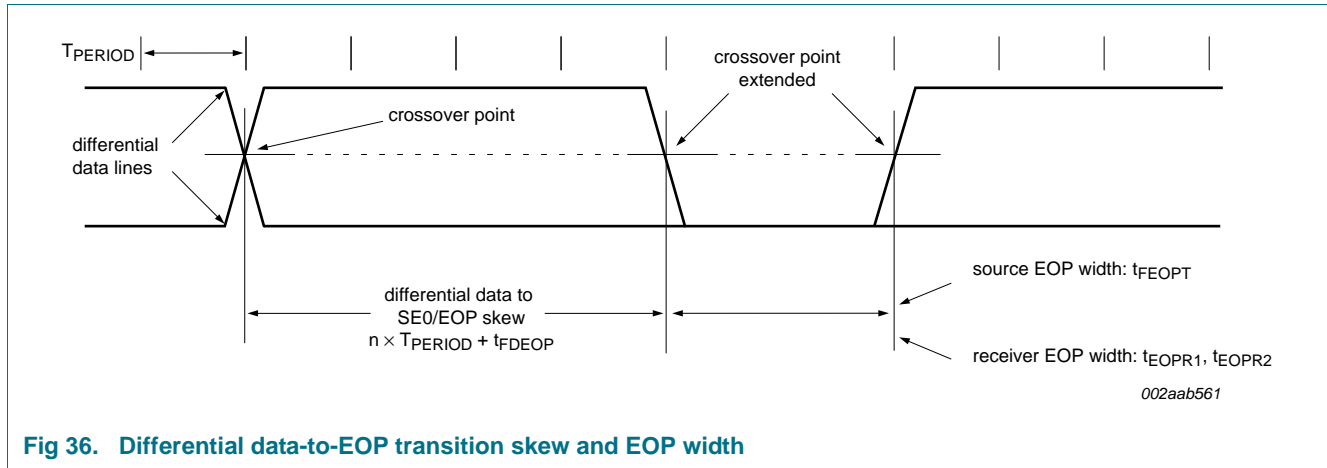 TPERIOD
crossover point
extended
crossover point
differential
data lines
differential data to
SE0/EOP skew
n × TPERIOD + tFDEOP
source EOP width: tFEOPT
receiver EOP width: tEOPR1, tEOPR2
002aab561
Fig 36. Differential data-to-EOP transition skew and EOP width